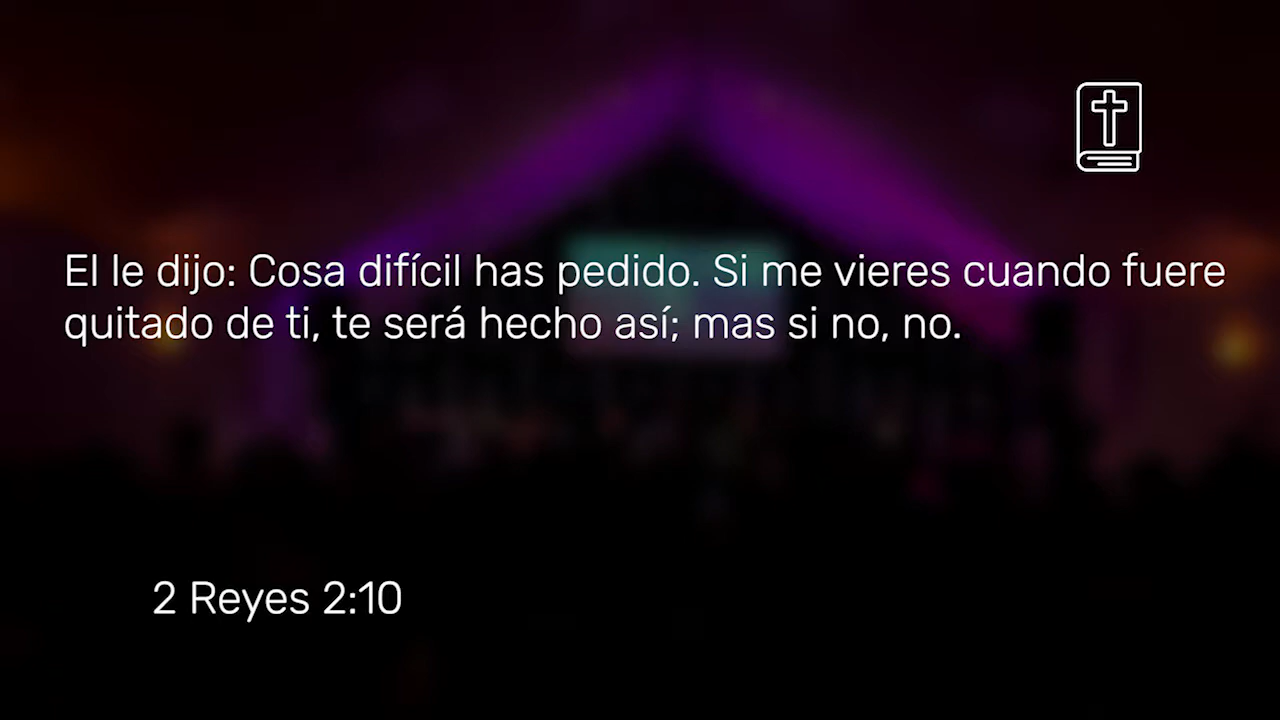 El le dijo: Cosa difícil has pedido. Si me vieres cuando fuere
quitado de ti, te será hecho así; mas si no, no.
2 Reyes 2:10